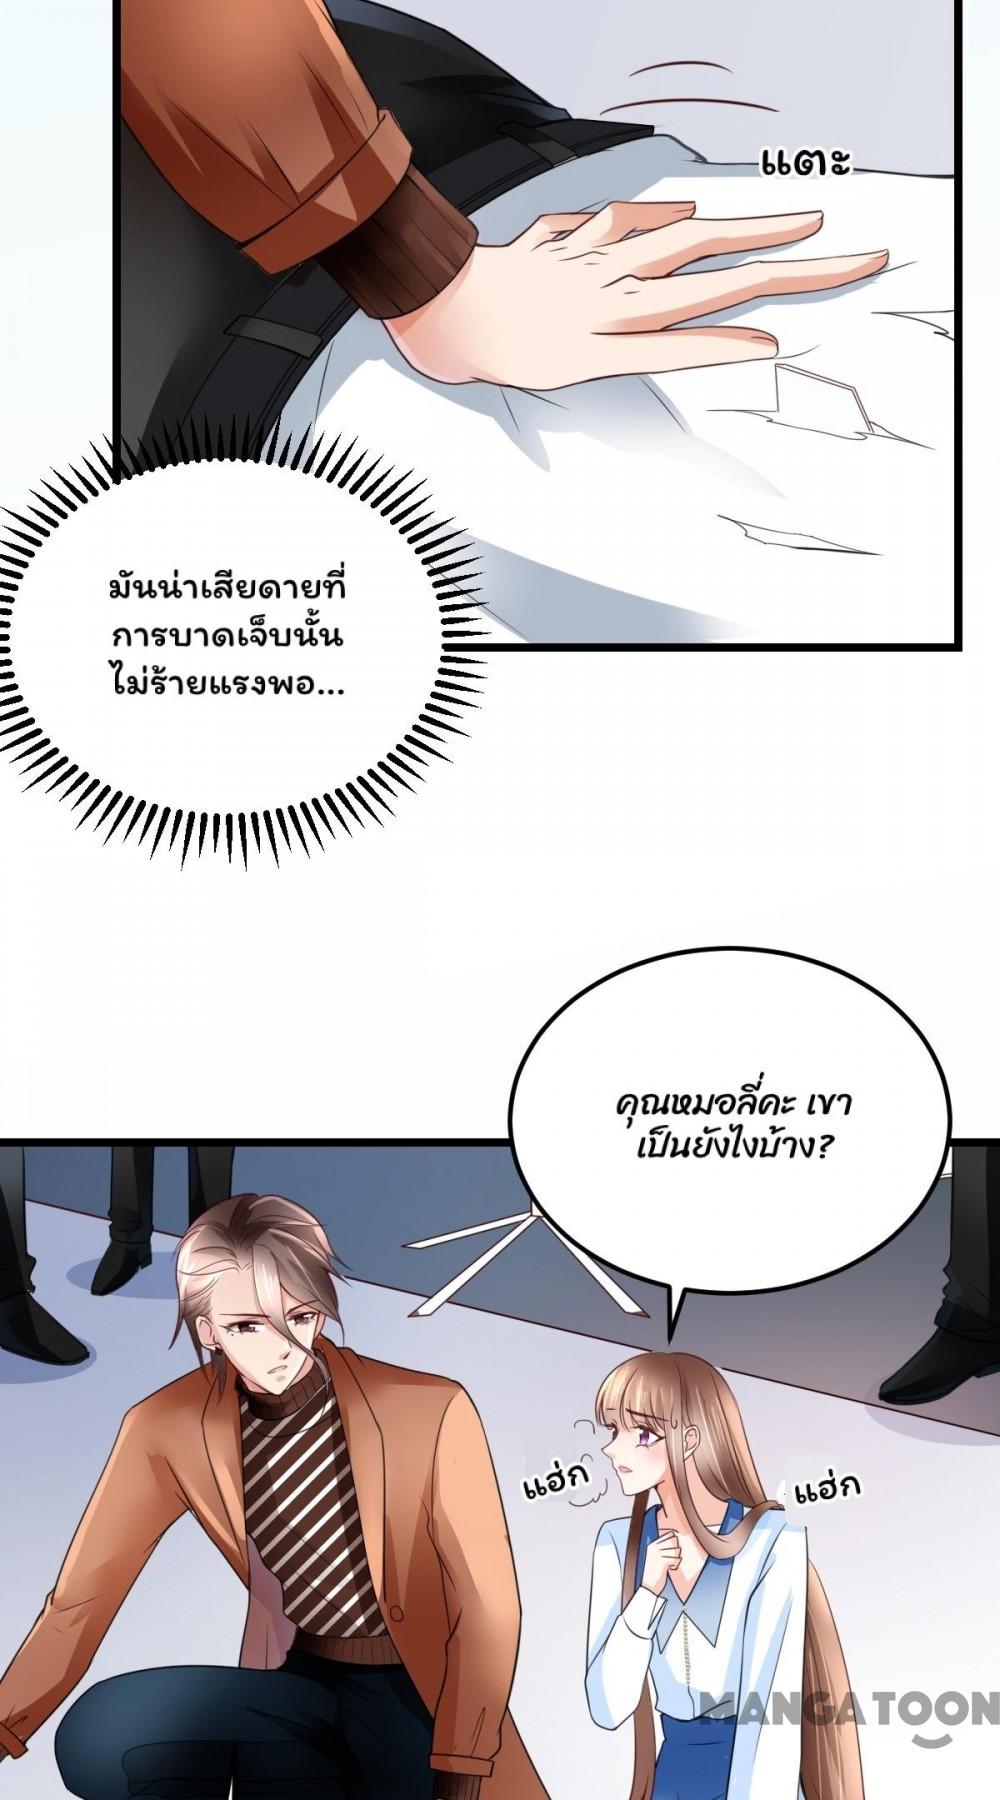 แตะ
มันน่าเสียดายที่
การบาดเจ็บนั้น
ไม่ร้ายแรงพอ...
คุณหมอลี่คะ เขา
เป็นยังไงบ้าง?
แฮ่ก
แฮ่ก
MANGATOON